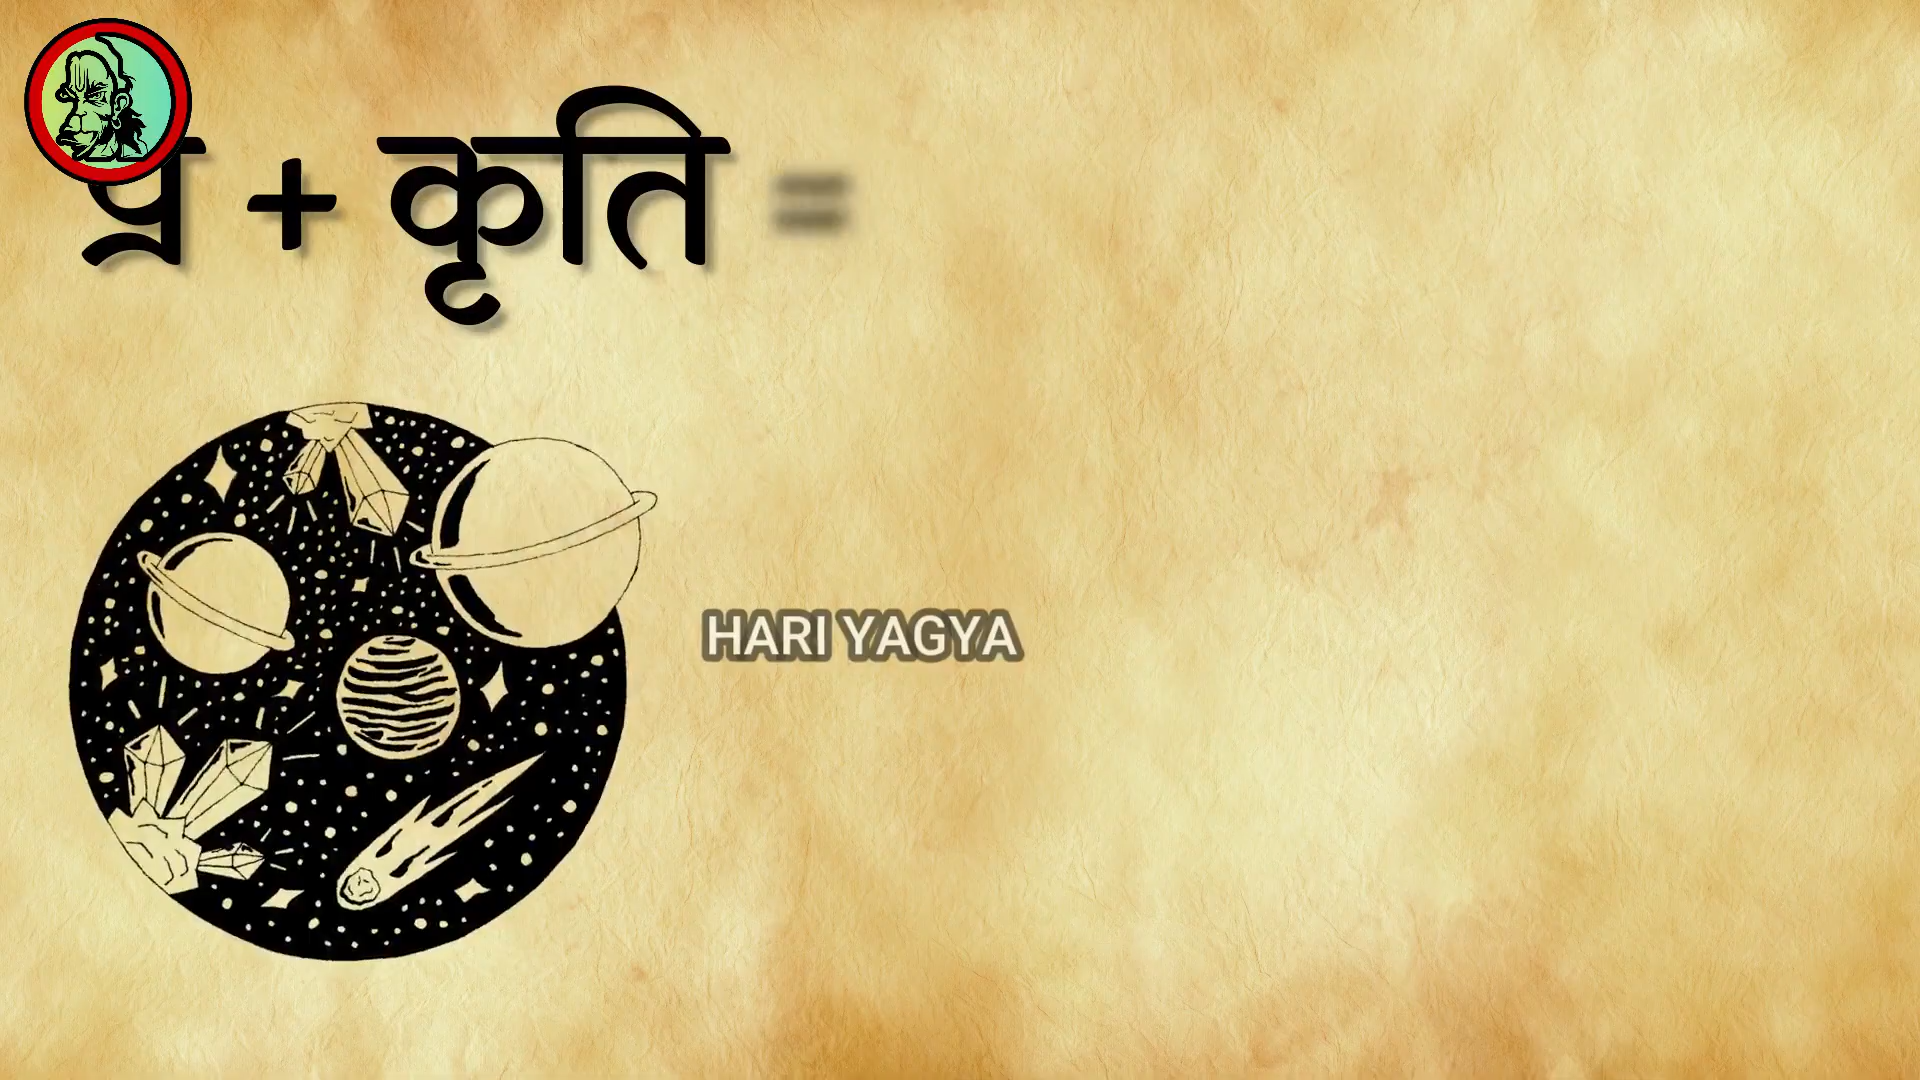 प्र + कृति =
HARI YAGYA